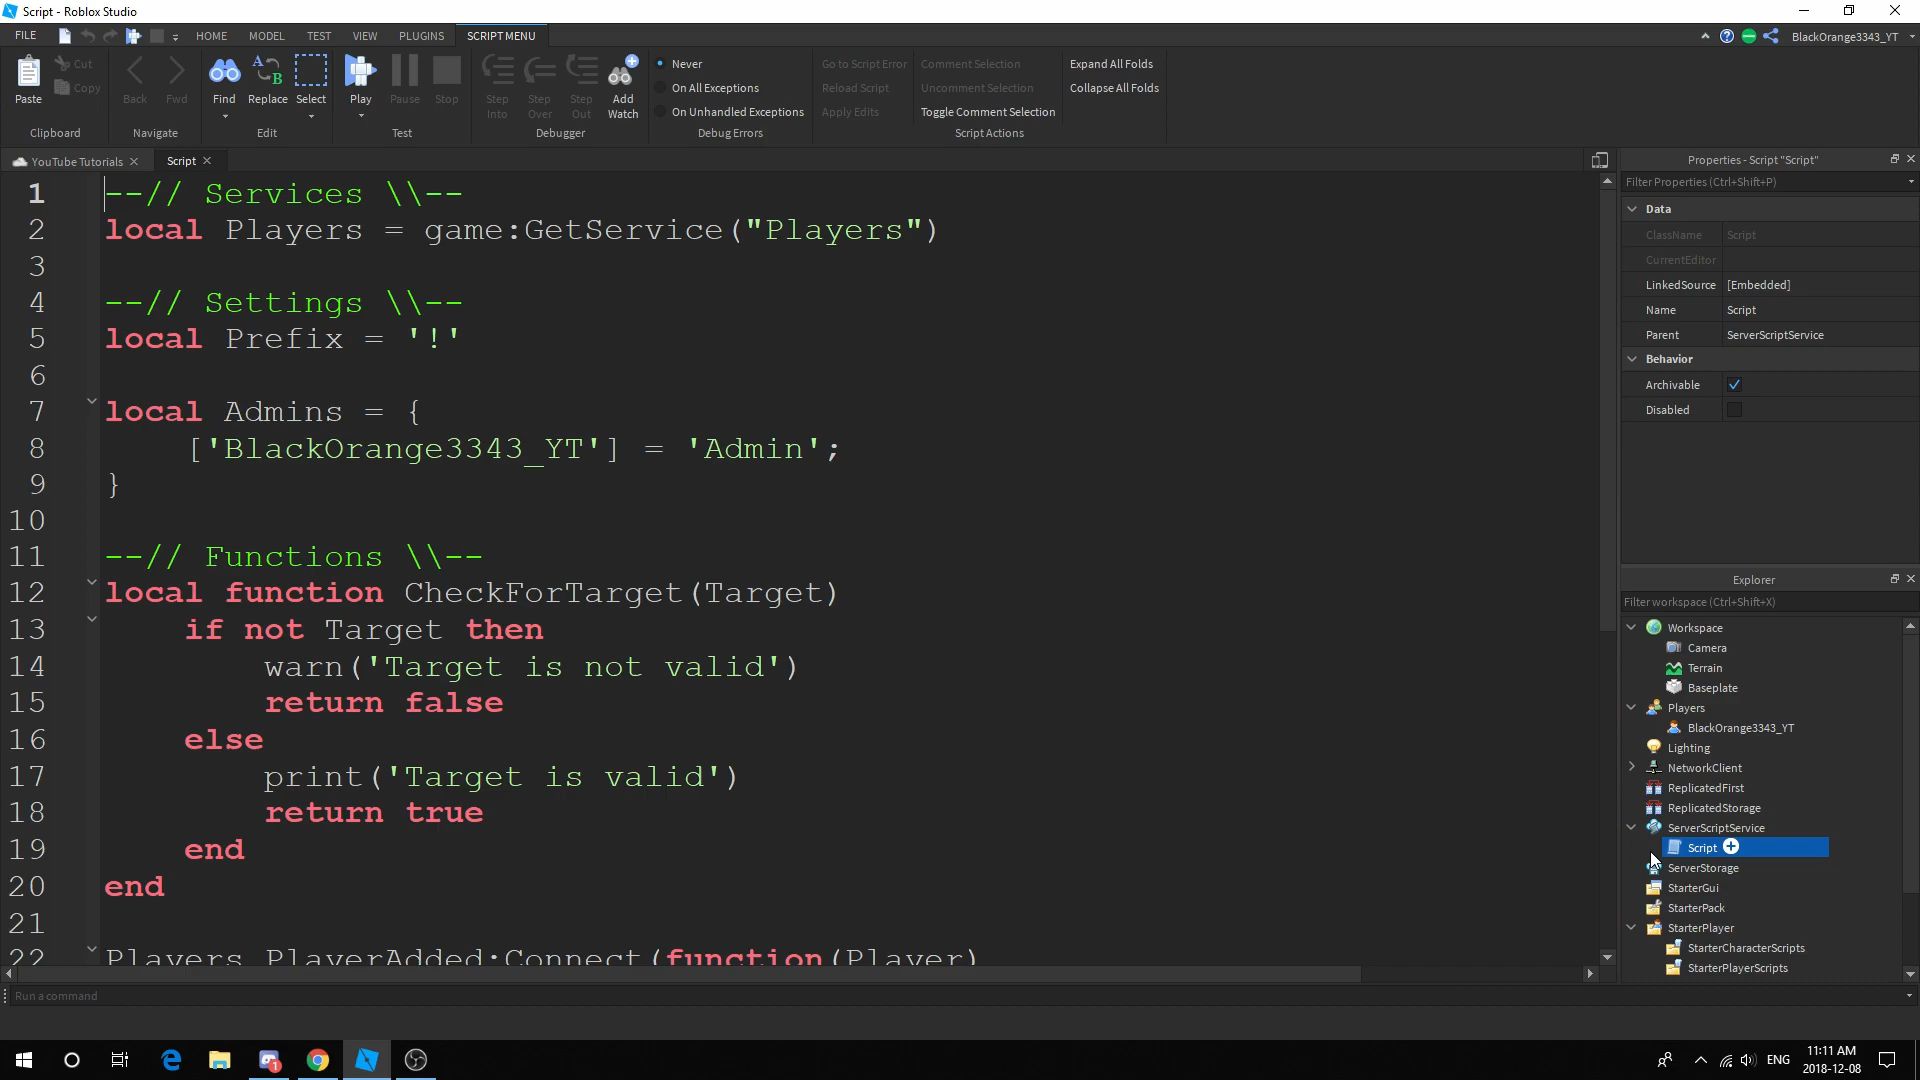 Script - Roblox Studio
FILE
HOME
MODEL
TEST
VIEW
PLUGINS
SCRIPT MENU
BlackOrange3343_YT
Paste
Cut
Copy
Clipboard
Back
Fwd
Navigate
Find
Replace
Select
Edit
Play
Pause
Stop
Test
Step Into
Step Over
Step Out
Add Watch
Debugger
Never
On All Exceptions
On Unhandled Exceptions
Debug Errors
Go to Script Error
Reload Script
Apply Edits
Comment Selection
Uncomment Selection
Toggle Comment Selection
Script Actions
Expand All Folds
Collapse All Folds
YouTube Tutorials
Script
1 --// Services \\--
2 local Players = game:GetService("Players")
3
4 --// Settings \\--
5 local Prefix = '!'
6
7 local Admins = {
8 ['BlackOrange3343_YT'] = 'Admin';
9 }
10
11 --// Functions \\--
12 local function CheckForTarget(Target)
13 if not Target then
14 warn('Target is not valid')
15 return false
16 else
17 print('Target is valid')
18 return true
19 end
20 end
21
22 Players.PlayerAdded:Connect(function(Player)
Run a command
Properties - Script "Script"
Filter Properties (Ctrl+Shift+P)
Data
ClassName Script
CurrentEditor
LinkedSource [Embedded]
Name Script
Parent ServerScriptService
Behavior
Archivable
Disabled
Explorer
Filter workspace (Ctrl+Shift+X)
Workspace
Camera
Terrain
Baseplate
Players
BlackOrange3343_YT
Lighting
NetworkClient
ReplicatedFirst
ReplicatedStorage
ServerScriptService
Script
ServerStorage
StarterGui
StarterPack
StarterPlayer
StarterCharacterScripts
StarterPlayerScripts
1
ENG
11:11 AM
2018-12-08